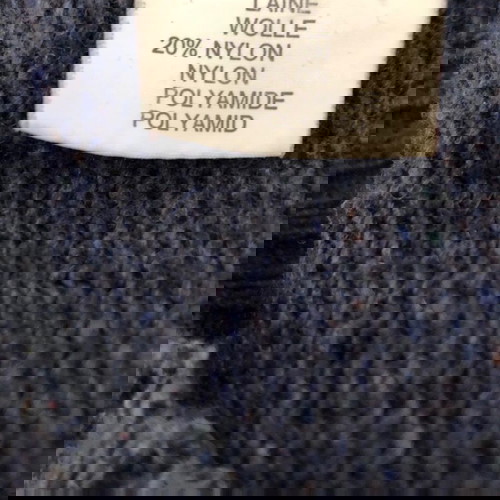 LAINE
WOLLE
20% NYLON
NYLON
POLYAMIDE
POLYAMID